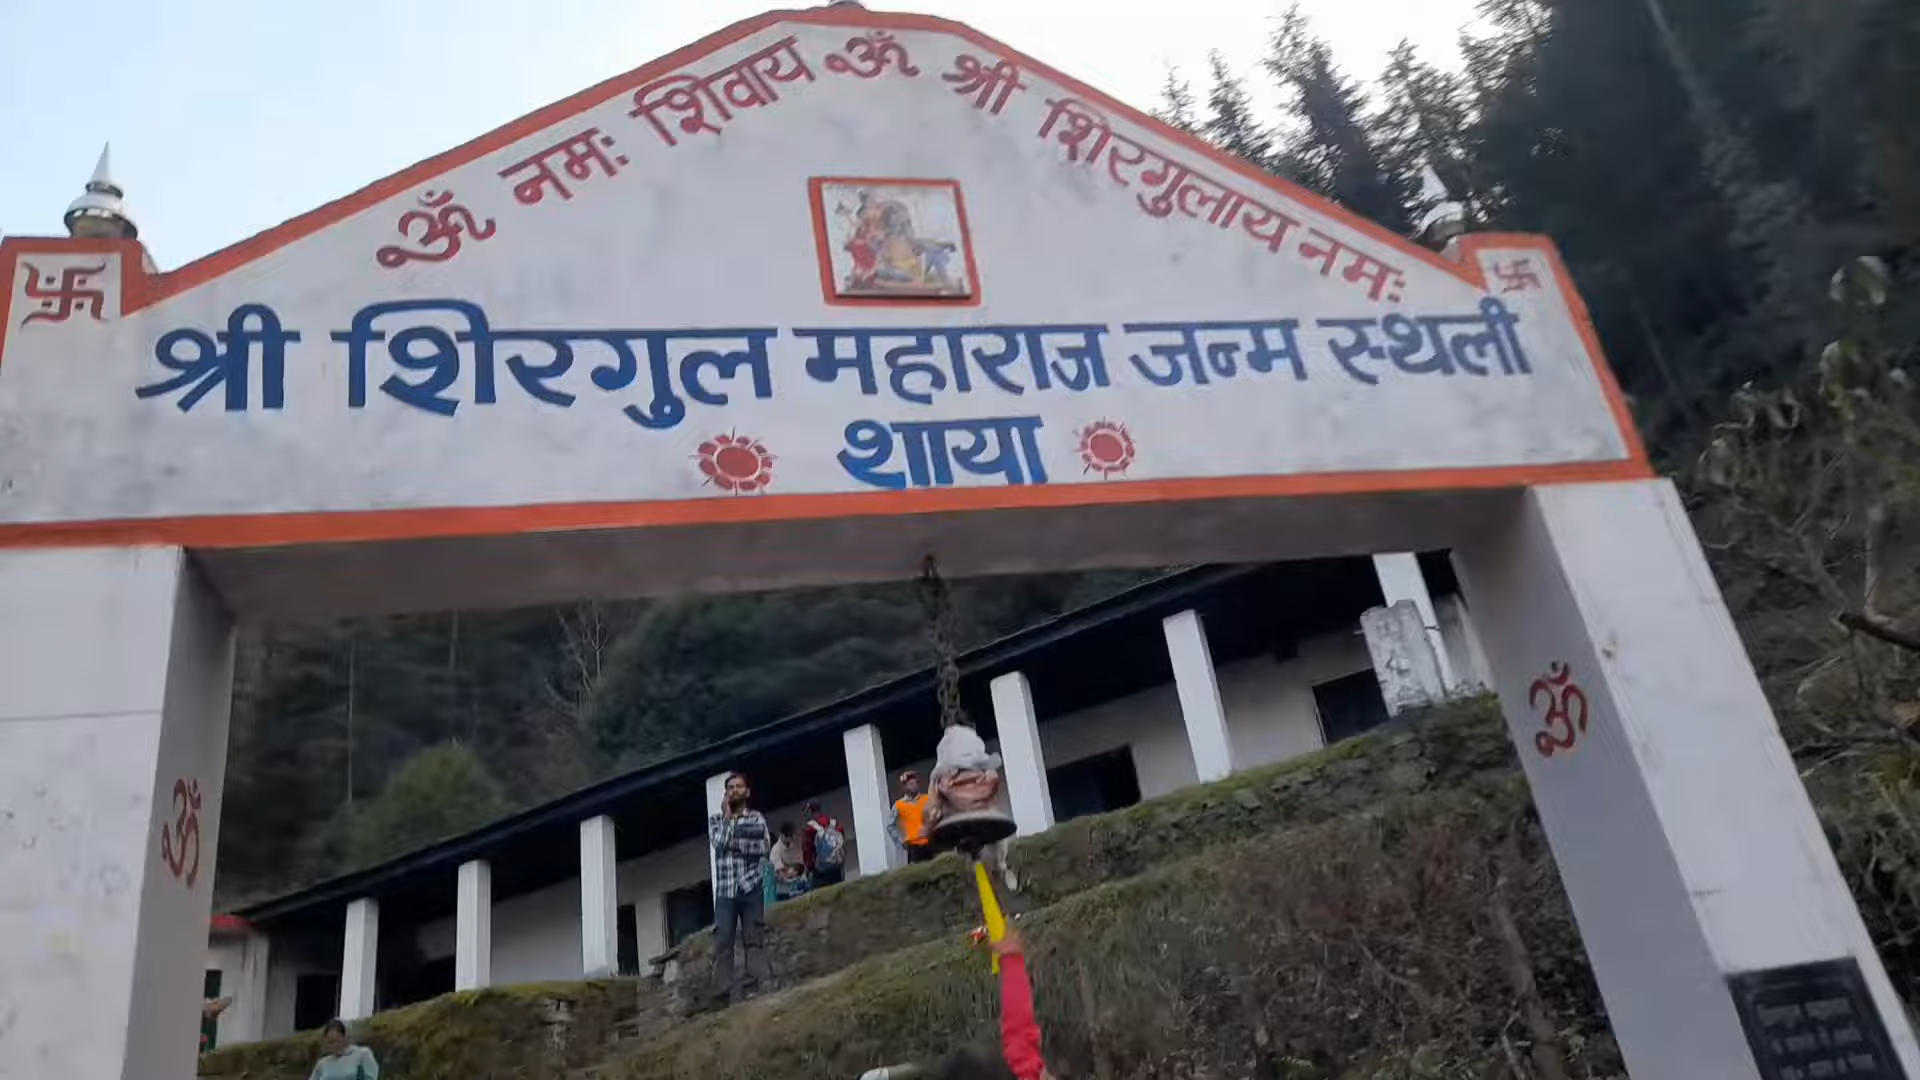 ॐ नमः शिवाय ॐ श्री शिरगुलाय नमः
श्री शिरगुल महाराज जन्म स्थली
शाया
ॐ
ॐ